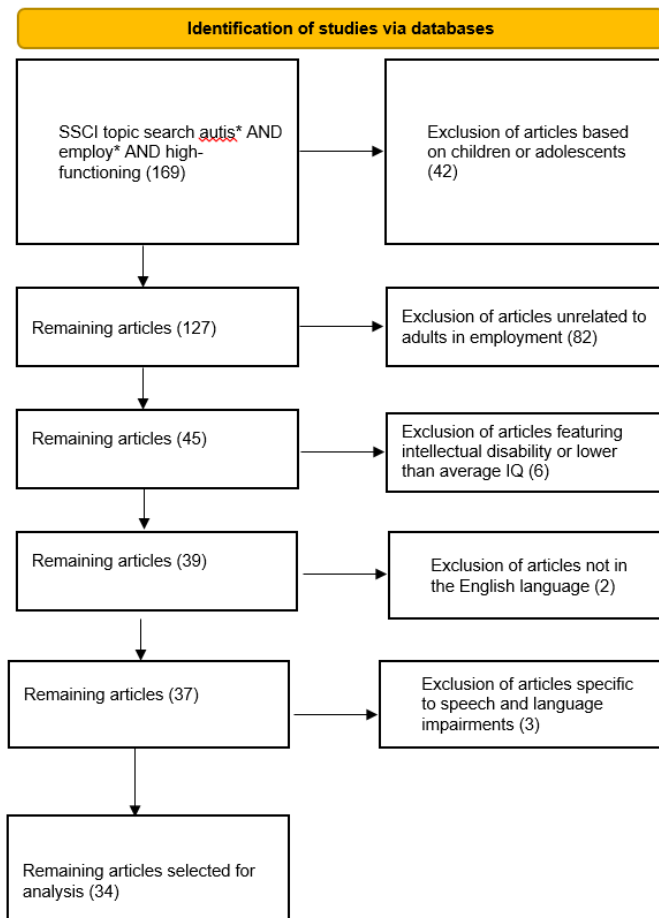 Identification of studies via databases
SSCI topic search autis* AND
employ* AND high-
functioning (169)
Exclusion of articles based
on children or adolescents
(42)
Remaining articles (127)
Exclusion of articles unrelated to
adults in employment (82)
Remaining articles (45)
Exclusion of articles featuring
intellectual disability or lower
than average IQ (6)
Remaining articles (39)
Exclusion of articles not in
the English language (2)
Remaining articles (37)
Exclusion of articles specific
to speech and language
impairments (3)
Remaining articles selected for
analysis (34)